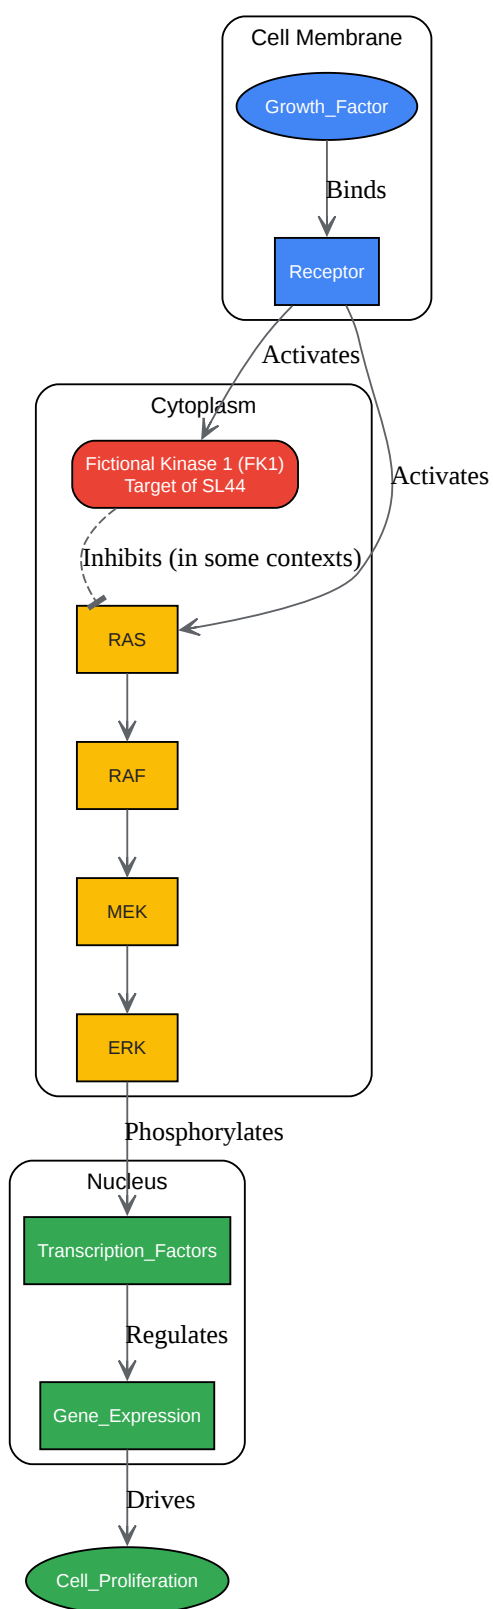 Cell Membrane
Growth_Factor
Binds
Receptor
Activates
Cytoplasm
Fictional Kinase 1 (FK1)
Target of SL44
Activates
Inhibits (in some contexts)
RAS
RAF
MEK
ERK
Phosphorylates
Nucleus
Transcription_Factors
Regulates
Gene_Expression
Drives
Cell_Proliferation